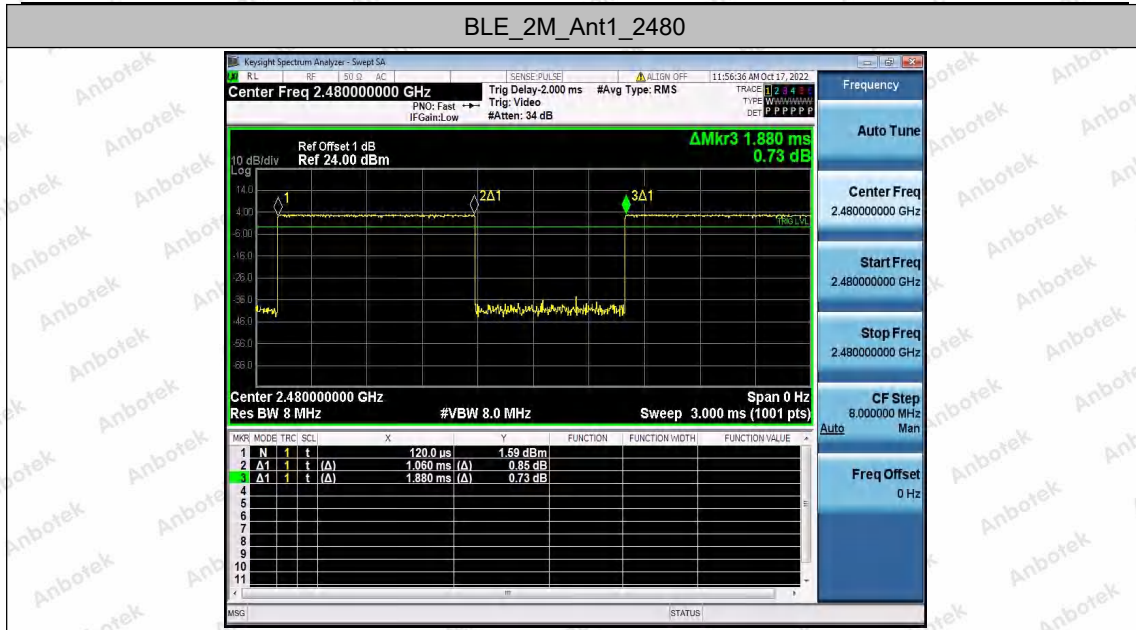 BLE_2M_Ant1_2480
Keysight Spectrum Analyzer - Swept SA
RL RF 50 Ω AC SENSE:PULSE ALIGN OFF 11:56:36 AM Oct 17, 2022
Center Freq 2.480000000 GHz
PNO: Fast
IFGain:Low
Trig Delay-2.000 ms
Trig: Video
#Atten: 34 dB
#Avg Type: RMS
TRACE 1 2 3 4 5 6
TYPE WWWWWW
DET P P P P P P
Frequency
Auto Tune
Center Freq
2.480000000 GHz
Start Freq
2.480000000 GHz
Stop Freq
2.480000000 GHz
CF Step
8.000000 MHz
Auto Man
Freq Offset
0 Hz
ΔMkr3 1.880 ms
0.73 dB
Ref Offset 1 dB
10 dB/div Ref 24.00 dBm
Log
14.0
4.00
-6.00
-16.0
-26.0
-36.0
-46.0
-56.0
-66.0
1
2Δ1
3Δ1
TRIG LVL
Center 2.480000000 GHz Span 0 Hz
Res BW 8 MHz #VBW 8.0 MHz Sweep 3.000 ms (1001 pts)
MKR MODE TRC SCL X Y FUNCTION FUNCTION WIDTH FUNCTION VALUE
1 N 1 t 120.0 µs 1.59 dBm
2 Δ1 1 t (Δ) 1.060 ms (Δ) 0.85 dB
3 Δ1 1 t (Δ) 1.880 ms (Δ) 0.73 dB
4
5
6
7
8
9
10
11
MSG STATUS
Anbotek